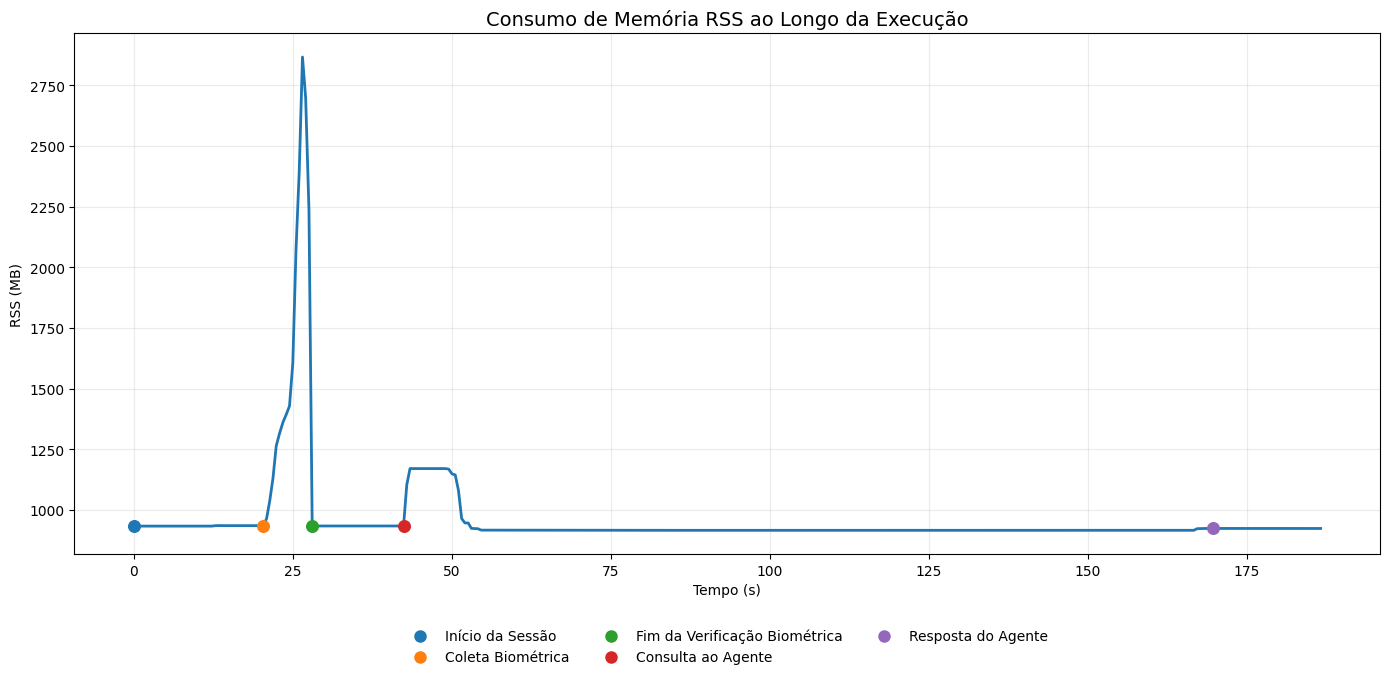 Consumo de Memória RSS ao Longo da Execução
RSS (MB)
2750
2500
2250
2000
1750
1500
1250
1000
0 25 50 75 100 125 150 175
Tempo (s)
Início da Sessão Fim da Verificação Biométrica Resposta do Agente
Coleta Biométrica Consulta ao Agente